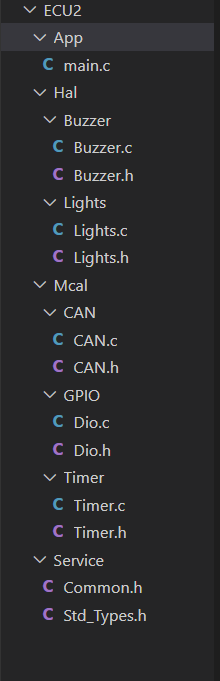 ECU2
App
C main.c
Hal
Buzzer
C Buzzer.c
C Buzzer.h
Lights
C Lights.c
C Lights.h
Mcal
CAN
C CAN.c
C CAN.h
GPIO
C Dio.c
C Dio.h
Timer
C Timer.c
C Timer.h
Service
C Common.h
C Std_Types.h